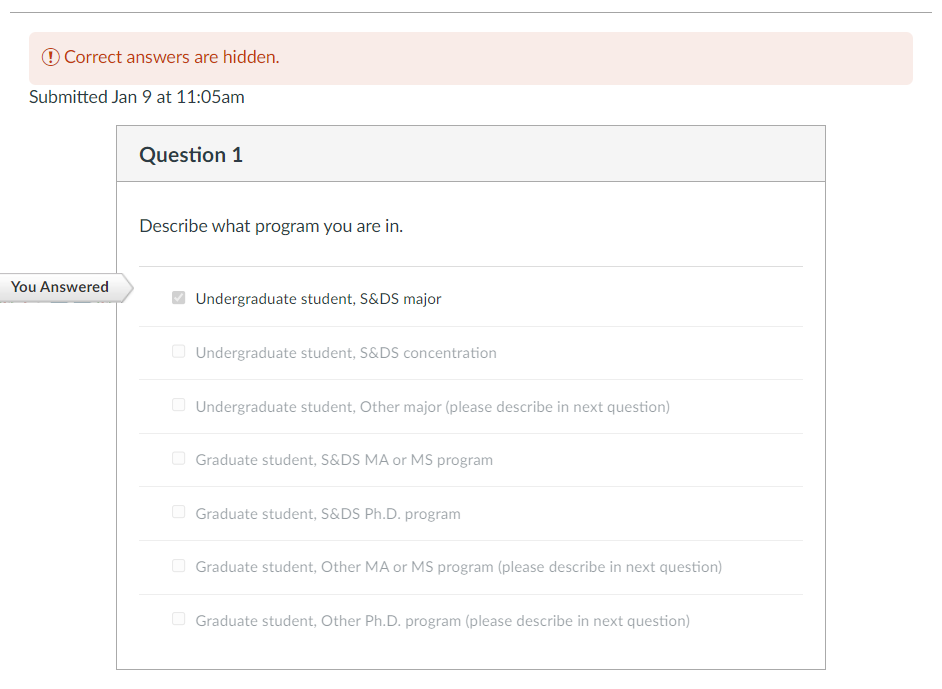 Correct answers are hidden.
Submitted Jan 9 at 11:05am
Question 1
Describe what program you are in.
You Answered
Undergraduate student, S&DS major
Undergraduate student, S&DS concentration
Undergraduate student, Other major (please describe in next question)
Graduate student, S&DS MA or MS program
Graduate student, S&DS Ph.D. program
Graduate student, Other MA or MS program (please describe in next question)
Graduate student, Other Ph.D. program (please describe in next question)